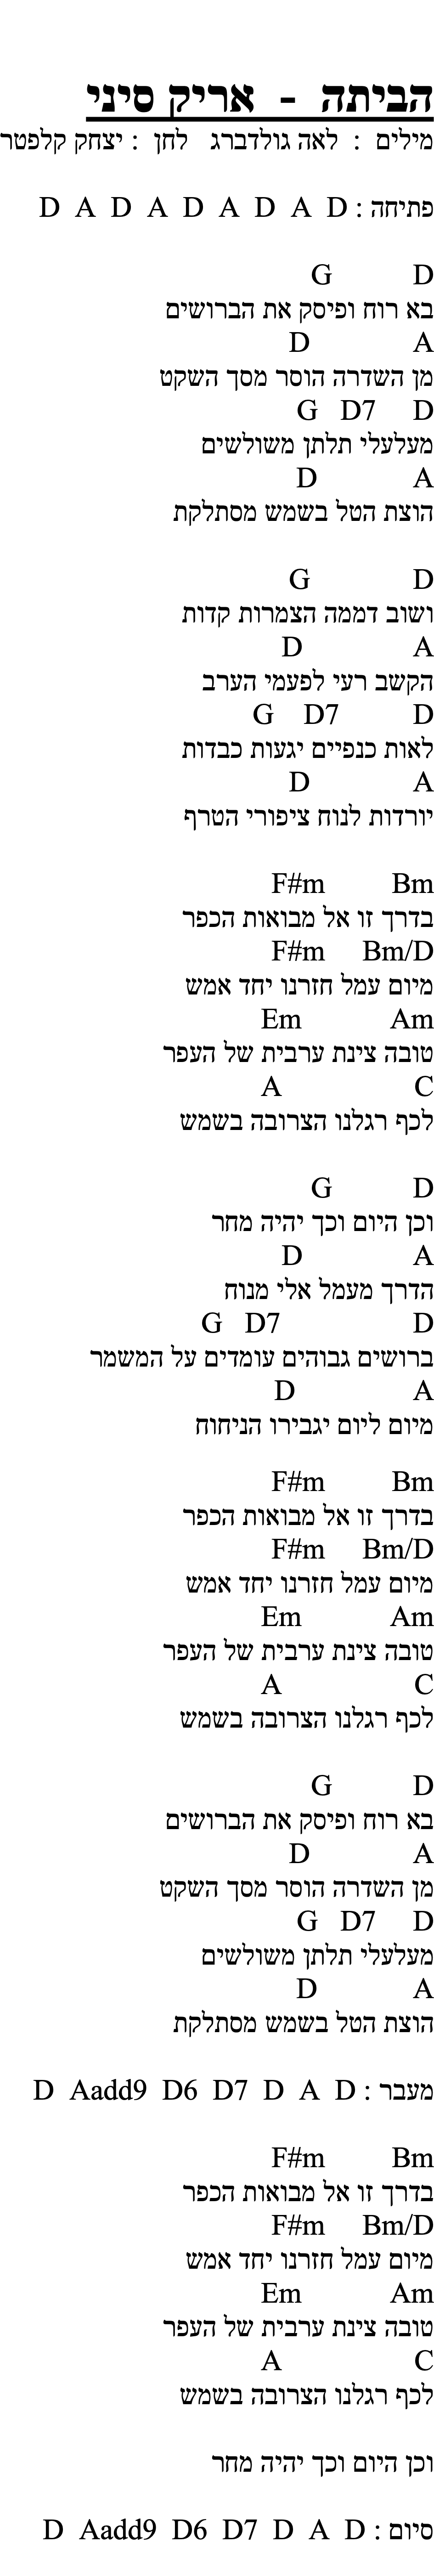 הביתה - אריק סיני
מילים : לאה גולדברג לחן : יצחק קלפטר
פתיחה : D A D A D A D A D
D G
בא רוח ופיסק את הברושים
A D
מן השדרה הוסר מסך השקט
D D7 G
מעלעלי תלתן משולשים
A D
הוצת הטל בשמש מסתלקת
D G
ושוב דממה הצמרות קדות
A D
הקשב רעי לפעמי הערב
D D7 G
לאות כנפיים יגעות כבדות
A D
יורדות לנוח ציפורי הטרף
Bm F#m
בדרך זו אל מבואות הכפר
Bm/D F#m
מיום עמל חזרנו יחד אמש
Am Em
טובה צינת ערבית של העפר
C A
לכף רגלנו הצרובה בשמש
D G
וכן היום וכך יהיה מחר
A D
הדרך מעמל אלי מנוח
D D7 G
ברושים גבוהים עומדים על המשמר
A D
מיום ליום יגבירו הניחוח
Bm F#m
בדרך זו אל מבואות הכפר
Bm/D F#m
מיום עמל חזרנו יחד אמש
Am Em
טובה צינת ערבית של העפר
C A
לכף רגלנו הצרובה בשמש
D G
בא רוח ופיסק את הברושים
A D
מן השדרה הוסר מסך השקט
D D7 G
מעלעלי תלתן משולשים
A D
הוצת הטל בשמש מסתלקת
מעבר : D Aadd9 D6 D7 D A D
Bm F#m
בדרך זו אל מבואות הכפר
Bm/D F#m
מיום עמל חזרנו יחד אמש
Am Em
טובה צינת ערבית של העפר
C A
לכף רגלנו הצרובה בשמש
וכן היום וכך יהיה מחר
סיום : D Aadd9 D6 D7 D A D